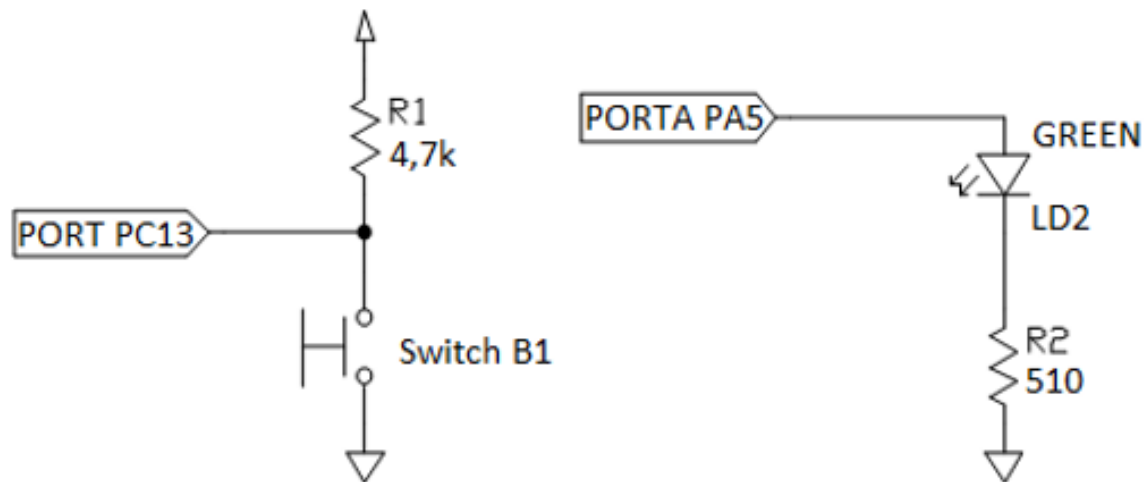 R1
4,7k
PORT PC13
Switch B1
PORTA PA5
GREEN
LD2
R2
510